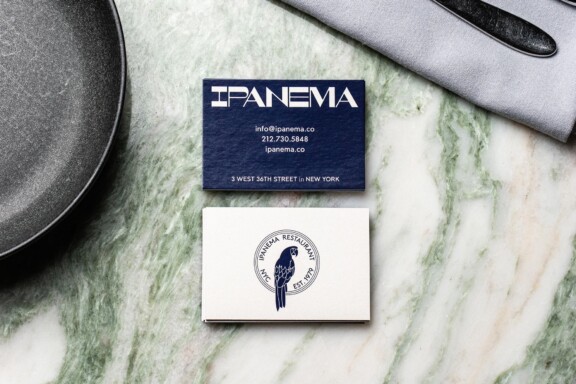 IPANEMA
info@ipanema.co
212.730.5848
ipanema.co
3 WEST 36TH STREET in NEW YORK
IPANEMA RESTAURANT
NYC. EST. 1979